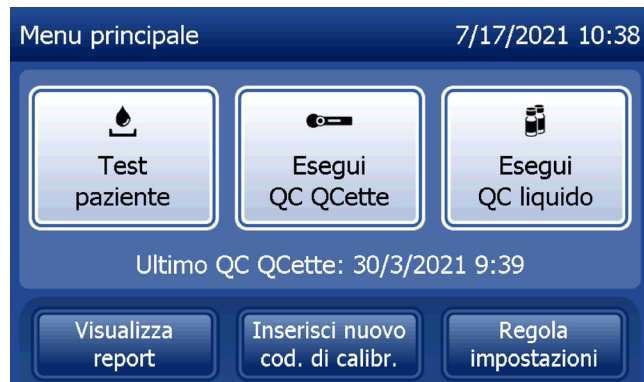 Menu principale 7/17/2021 10:38
Test paziente
Esegui QC QCette
Esegui QC liquido
Ultimo QC QCette: 30/3/2021 9:39
Visualizza report
Inserisci nuovo cod. di calibr.
Regola impostazioni